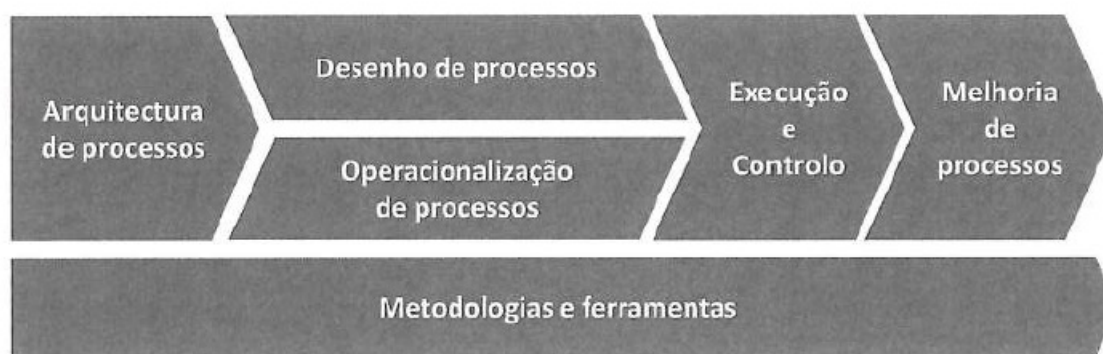 Arquitectura
de processos
Desenho de processos
Operacionalização
de processos
Execução
e
Controlo
Melhoria
de
processos
Metodologias e ferramentas